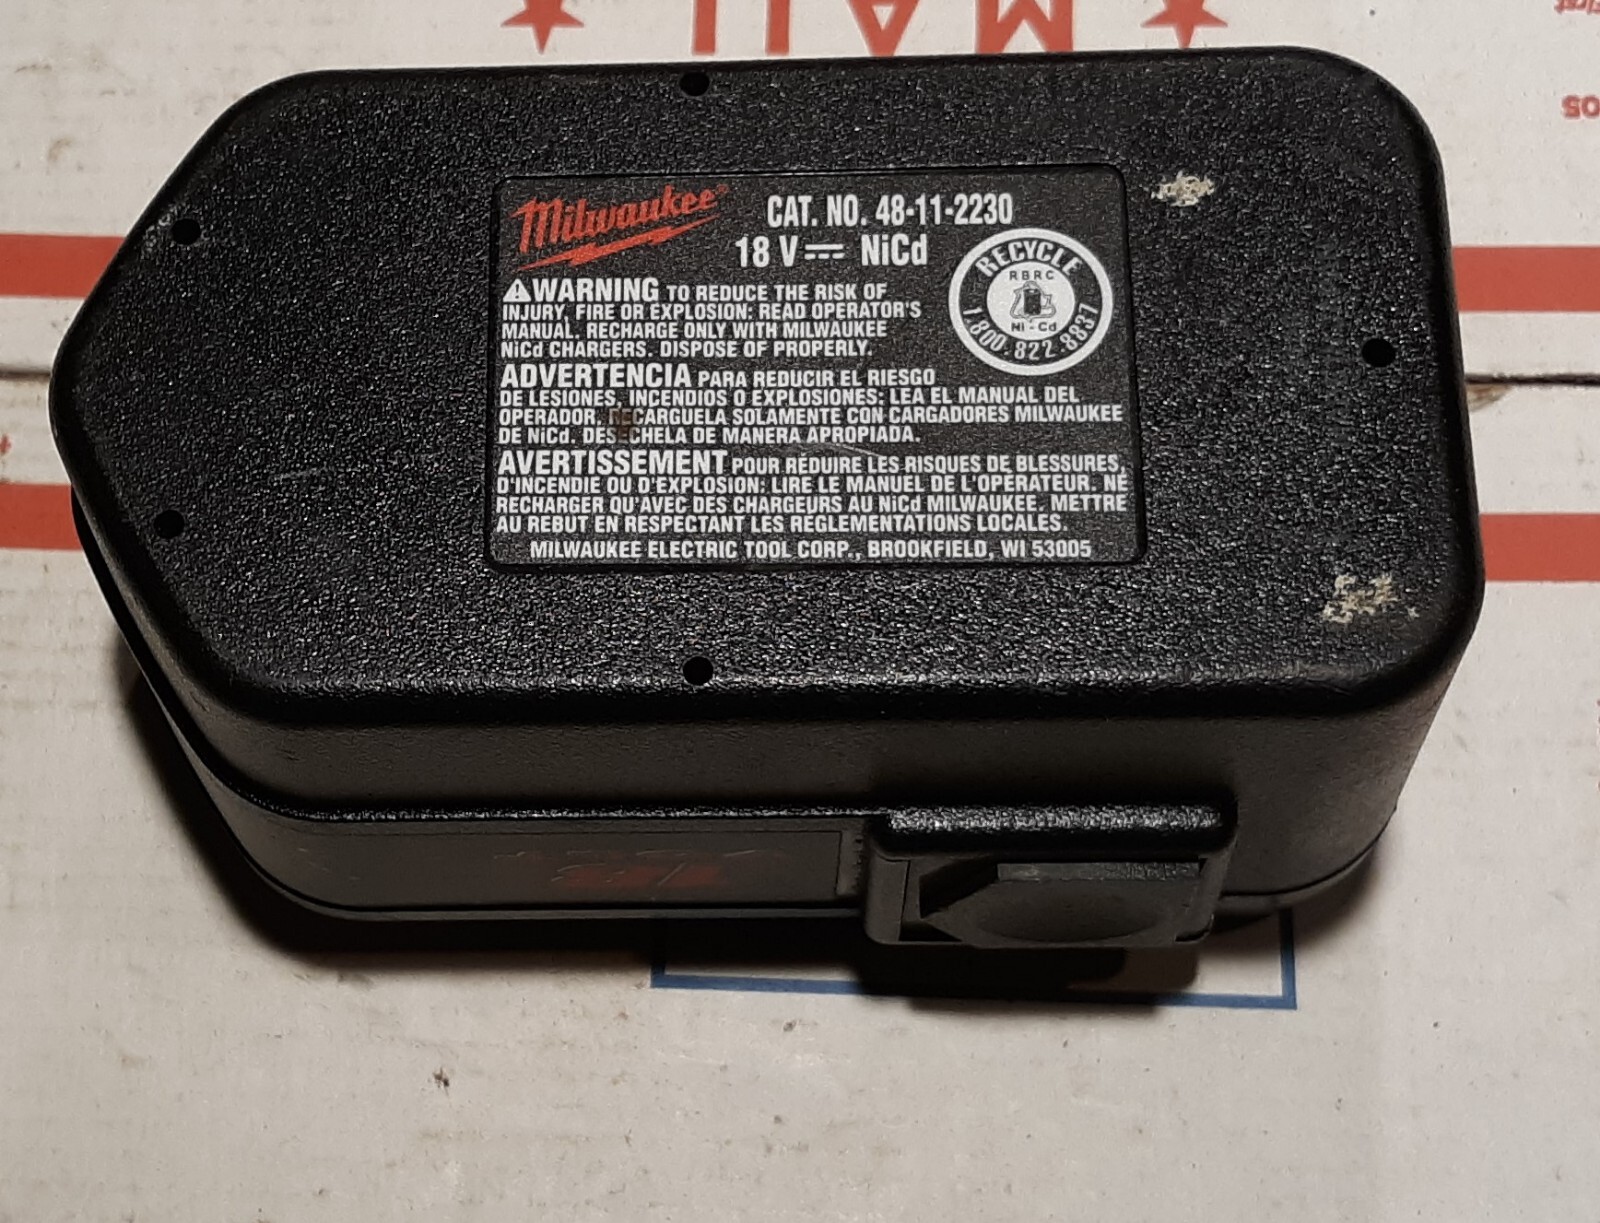 MAIL
Milwaukee®
CAT. NO. 48-11-2230
18 V NiCd
RECYCLE
RBRC
Ni-Cd
1.800.822.8837
WARNING TO REDUCE THE RISK OF
INJURY, FIRE OR EXPLOSION: READ OPERATOR'S
MANUAL. RECHARGE ONLY WITH MILWAUKEE
NiCd CHARGERS. DISPOSE OF PROPERLY.
ADVERTENCIA PARA REDUCIR EL RIESGO
DE LESIONES, INCENDIOS O EXPLOSIONES: LEA EL MANUAL DEL
OPERADOR. RECARGUELA SOLAMENTE CON CARGADORES MILWAUKEE
DE NiCd. DESECHELA DE MANERA APROPIADA.
AVERTISSEMENT POUR RÉDUIRE LES RISQUES DE BLESSURES,
D'INCENDIE OU D'EXPLOSION: LIRE LE MANUEL DE L'OPERATEUR. NE
RECHARGER QU'AVEC DES CHARGEURS AU NiCd MILWAUKEE. METTRE
AU REBUT EN RESPECTANT LES RÉGLEMENTATIONS LOCALES.
MILWAUKEE ELECTRIC TOOL CORP., BROOKFIELD, WI 53005